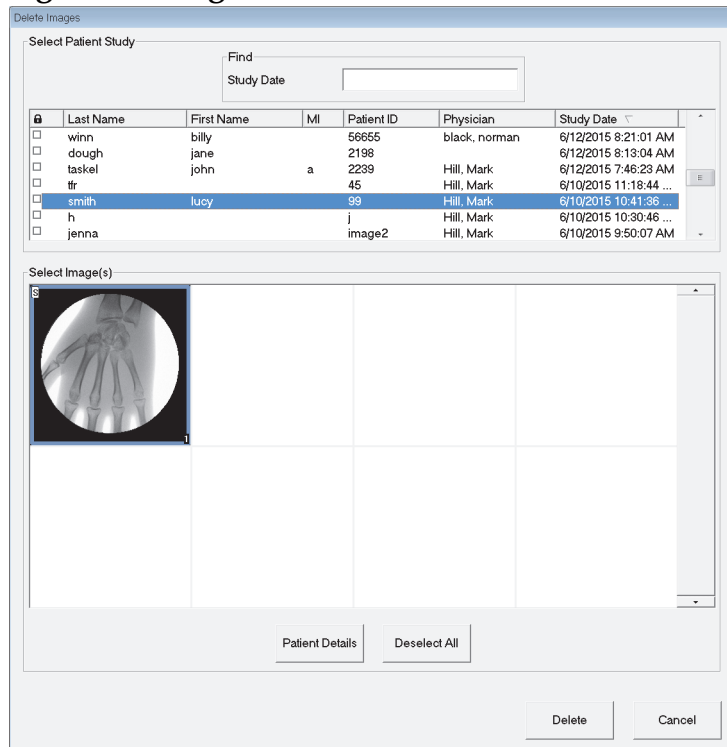 Delete Images
Select Patient Study
Find
Study Date
Last Name First Name MI Patient ID Physician Study Date
winn billy 56655 black, norman 6/12/2015 8:21:01 AM
dough jane 2198 6/12/2015 8:13:04 AM
taskel john a 2239 Hill, Mark 6/12/2015 7:46:23 AM
tfr 45 Hill, Mark 6/10/2015 11:18:44 ...
smith lucy 99 Hill, Mark 6/10/2015 10:41:36 ...
h j Hill, Mark 6/10/2015 10:30:46 ...
jenna image2 Hill, Mark 6/10/2015 9:50:07 AM
Select Image(s)
S
1
Patient Details Deselect All
Delete Cancel